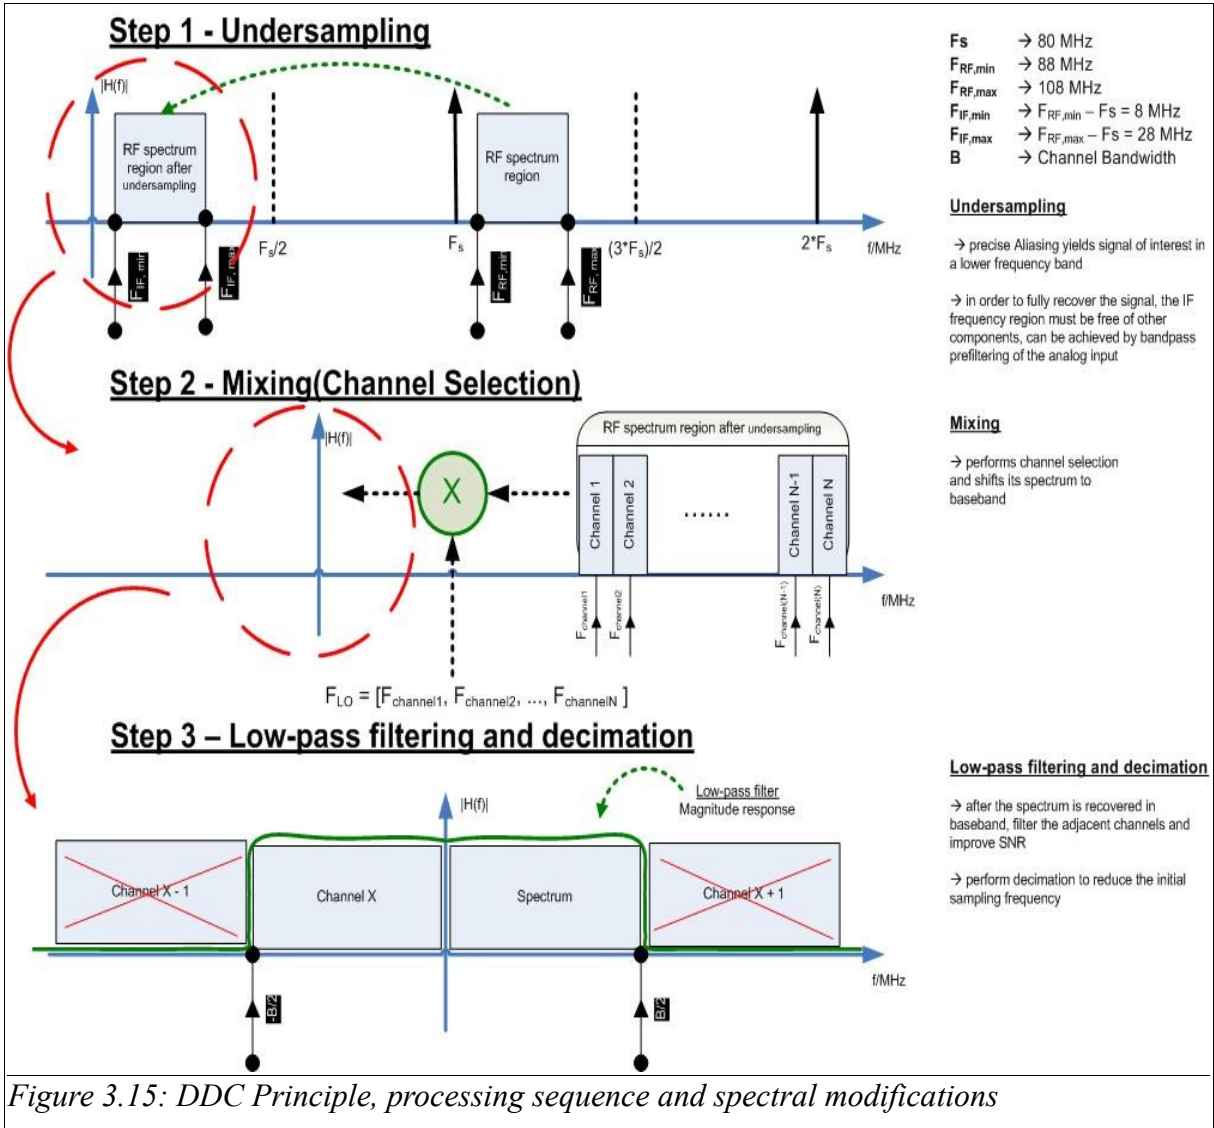 Step 1 - Undersampling
|H(f)|
RF spectrum
region after
undersampling
RF spectrum
region
Fs/2
Fs
(3*Fs)/2
2*Fs
f/MHz
FIF, min
FIF, max
FRF,min
FRF, max
Fs → 80 MHz
FRF,min → 88 MHz
FRF,max → 108 MHz
FIF,min → FRF,min – Fs = 8 MHz
FIF,max → FRF,max – Fs = 28 MHz
B → Channel Bandwidth
Undersampling
→ precise Aliasing yields signal of interest in
a lower frequency band
→ in order to fully recover the signal, the IF
frequency region must be free of other
components, can be achieved by bandpass
prefiltering of the analog input
Step 2 - Mixing(Channel Selection)
|H(f)|
X
RF spectrum region after undersampling
Channel 1
Channel 2
......
Channel N-1
Channel N
f/MHz
Fchannel1
Fchannel2
Fchannel(N-1)
Fchannel(N)
FLO = [Fchannel1, Fchannel2, ..., FchannelN ]
Mixing
→ performs channel selection
and shifts its spectrum to
baseband
Step 3 – Low-pass filtering and decimation
|H(f)|
Low-pass filter
Magnitude response
Channel X - 1
Channel X
Spectrum
Channel X + 1
f/MHz
-B/2
B/2
Low-pass filtering and decimation
→ after the spectrum is recovered in
baseband, filter the adjacent channels and
improve SNR
→ perform decimation to reduce the initial
sampling frequency
Figure 3.15: DDC Principle, processing sequence and spectral modifications